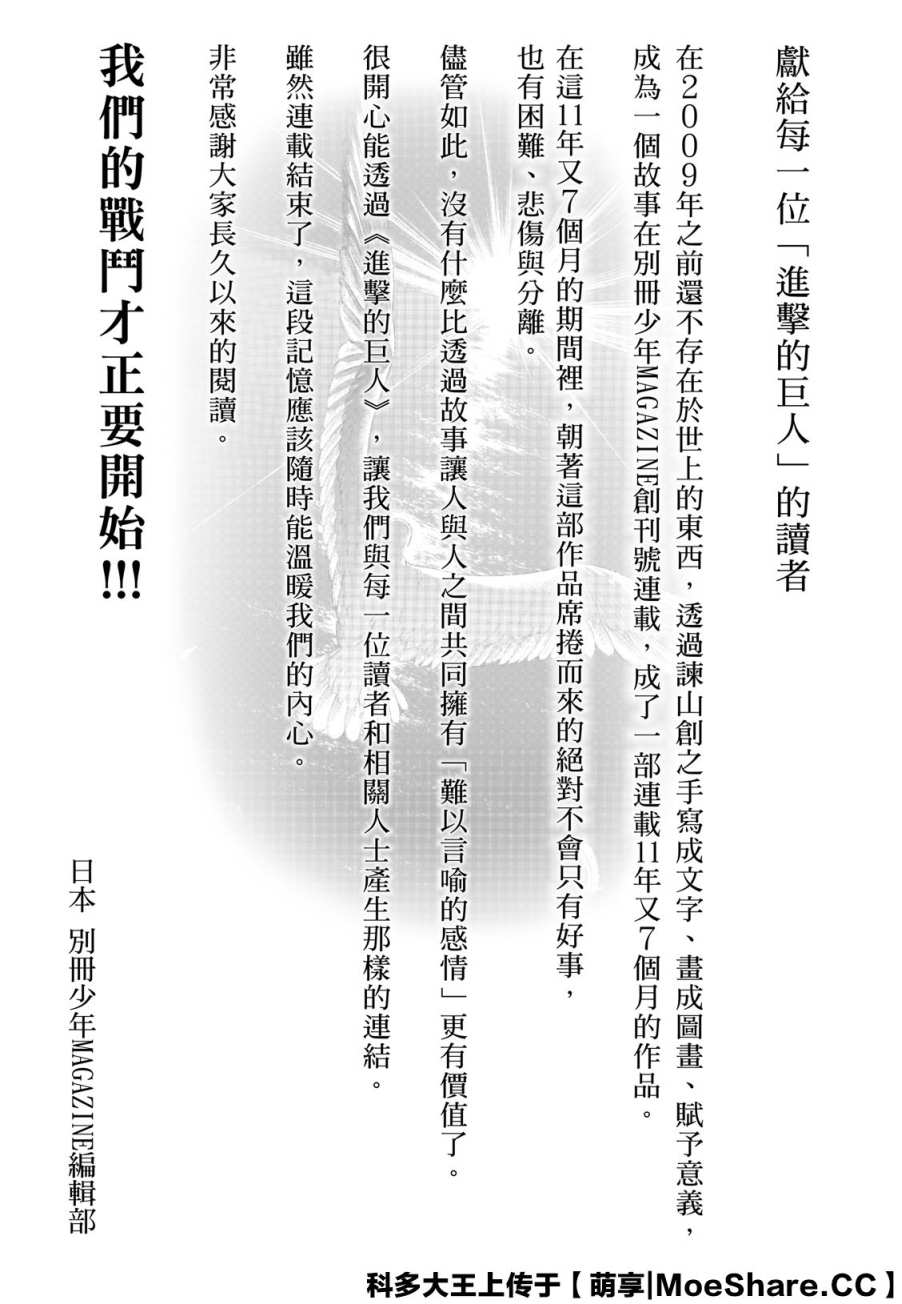 獻給每一位「進擊的巨人」的讀者
在2009年之前還不存在於世上的東西，透過諫山創之手寫成文字、畫成圖畫、賦予意義，
成為一個故事在別冊少年MAGAZINE創刊號連載，成了一部連載11年又7個月的作品。
在這11年又7個月的期間裡，朝著這部作品席捲而來的絕對不會只有好事，
也有困難、悲傷與分離。
儘管如此，沒有什麼比透過故事讓人與人之間共同擁有「難以言喻的感情」更有價值了。
很開心能透過《進擊的巨人》，讓我們與每一位讀者和相關人士產生那樣的連結。
雖然連載結束了，這段記憶應該隨時能溫暖我們的內心。
非常感謝大家長久以來的閱讀。
我們的戰鬥才正要開始!!!
日本 別冊少年MAGAZINE編輯部
科多大王上传于【萌享|MoeShare.CC】